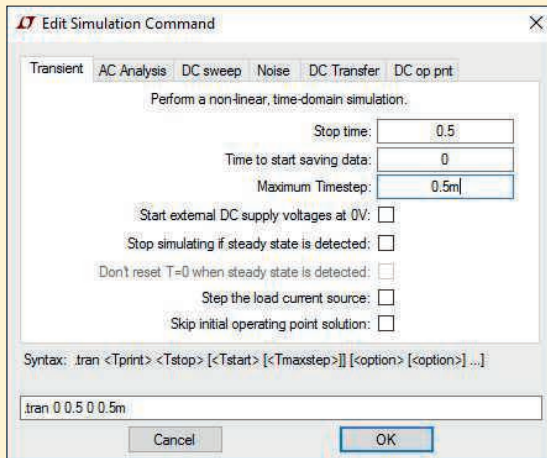 Edit Simulation Command
Transient AC Analysis DC sweep Noise DC Transfer DC op pnt
Perform a non-linear, time-domain simulation.
Stop time: 0.5
Time to start saving data: 0
Maximum Timestep: 0.5m
Start external DC supply voltages at 0V:
Stop simulating if steady state is detected:
Don't reset T=0 when steady state is detected:
Step the load current source:
Skip initial operating point solution:
Syntax: .tran <Tprint> <Tstop> [<Tstart> [<Tmaxstep>]] [<option> [<option>] ...]
.tran 0 0.5 0 0.5m
Cancel OK